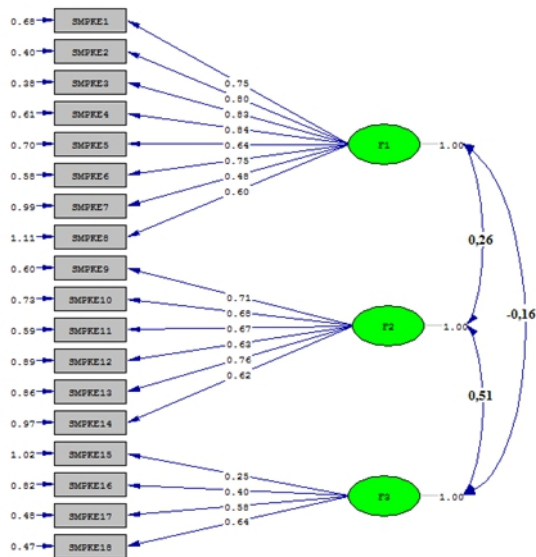 0.68 SMPKE1
0.40 SMPKE2
0.38 SMPKE3
0.61 SMPKE4
0.70 SMPKE5
0.58 SMPKE6
0.99 SMPKE7
1.11 SMPKE8
0.60 SMPKE9
0.73 SMPKE10
0.59 SMPKE11
0.89 SMPKE12
0.86 SMPKE13
0.97 SMPKE14
1.02 SMPKE15
0.82 SMPKE16
0.48 SMPKE17
0.47 SMPKE18
0.75
0.80
0.83
0.84
0.64
0.75
0.48
0.60
0.71
0.68
0.67
0.63
0.76
0.62
0.25
0.40
0.58
0.64
F1 1.00
F2 1.00
F3 1.00
0,26
-0,16
0,51